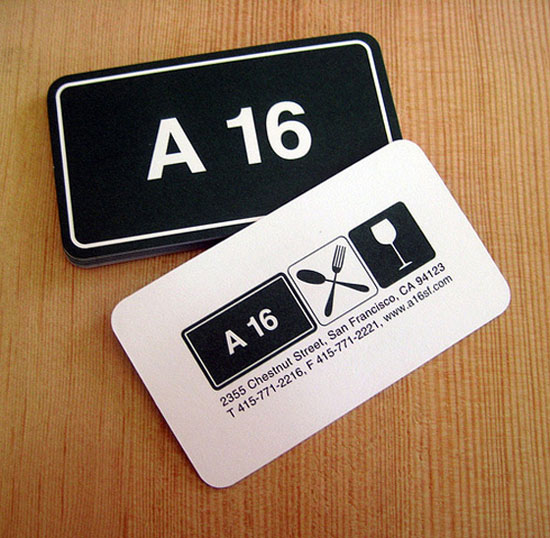 A 16
A 16
2355 Chestnut Street, San Francisco, CA 94123
T 415-771-2216, F 415-771-2221, www.a16sf.com